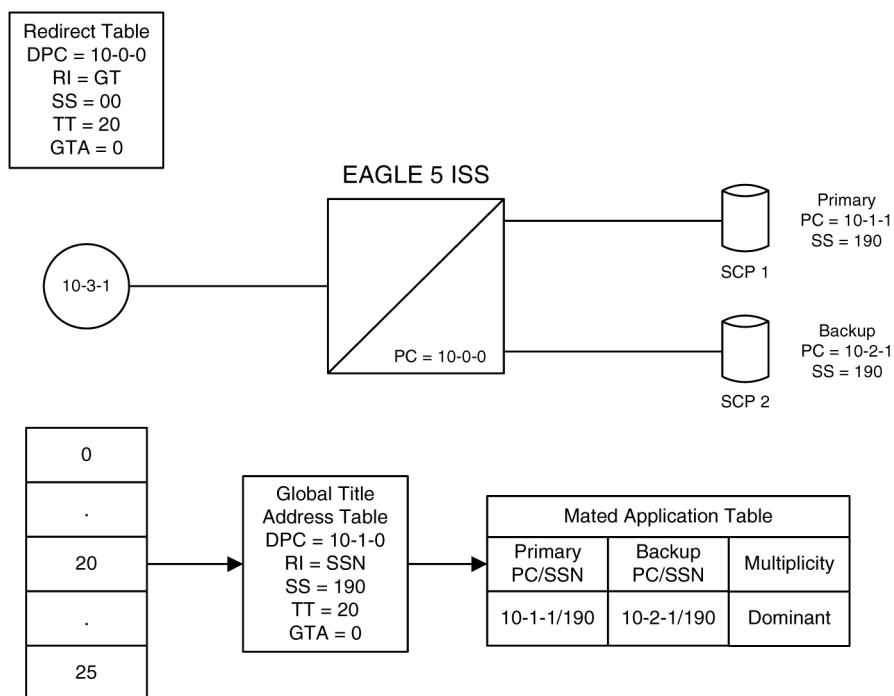 Redirect Table
DPC = 10-0-0
RI = GT
SS = 00
TT = 20
GTA = 0
EAGLE 5 ISS
10-3-1
PC = 10-0-0
SCP 1
Primary
PC = 10-1-1
SS = 190
SCP 2
Backup
PC = 10-2-1
SS = 190
0
.
20
.
25
Global Title
Address Table
DPC = 10-1-0
RI = SSN
SS = 190
TT = 20
GTA = 0
Mated Application Table
Primary
PC/SSN
Backup
PC/SSN
Multiplicity
10-1-1/190
10-2-1/190
Dominant